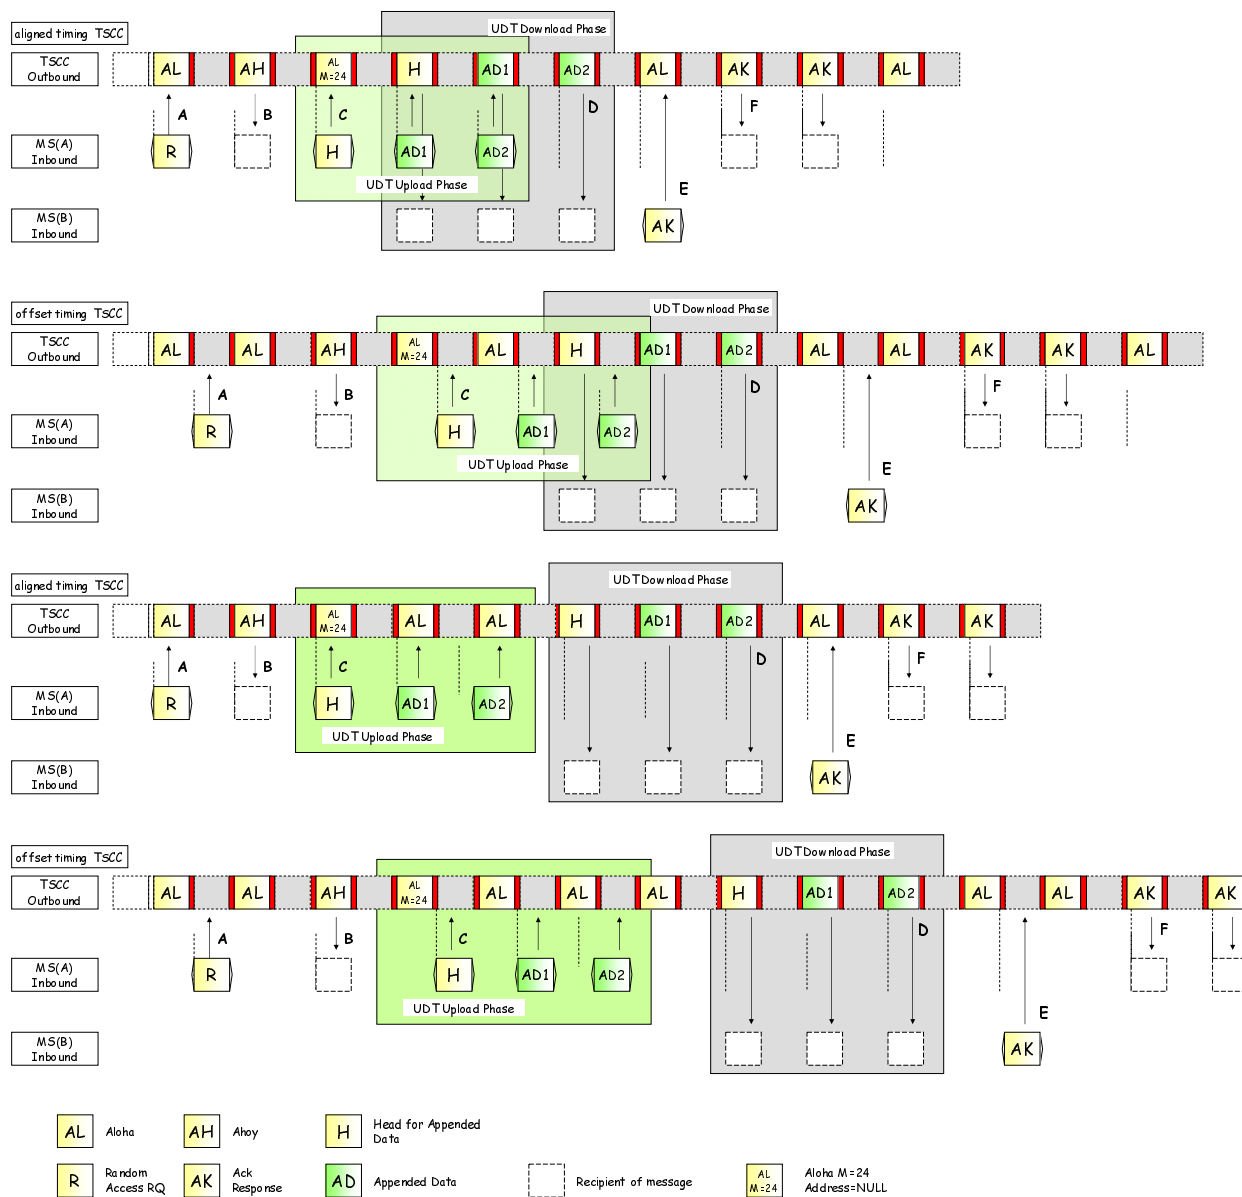 aligned timing TSCC
UDT Download Phase
TSCC
Outbound
AL
AH
AL
M=24
H
AD1
AD2
AL
AK
AK
AL
A
B
C
D
F
MS(A)
Inbound
R
H
AD1
AD2
UDT Upload Phase
E
MS(B)
Inbound
AK
offset timing TSCC
UDT Download Phase
TSCC
Outbound
AL
AL
AH
AL
M=24
AL
H
AD1
AD2
AL
AL
AK
AK
AL
A
B
C
D
F
MS(A)
Inbound
R
H
AD1
AD2
UDT Upload Phase
E
MS(B)
Inbound
AK
aligned timing TSCC
UDT Download Phase
TSCC
Outbound
AL
AH
AL
M=24
AL
AL
H
AD1
AD2
AL
AK
AK
A
B
C
D
F
MS(A)
Inbound
R
H
AD1
AD2
UDT Upload Phase
E
MS(B)
Inbound
AK
offset timing TSCC
UDT Download Phase
TSCC
Outbound
AL
AL
AH
AL
M=24
AL
AL
AL
H
AD1
AD2
AL
AL
AK
AK
A
B
C
D
F
MS(A)
Inbound
R
H
AD1
AD2
UDT Upload Phase
E
MS(B)
Inbound
AK
AL
Aloha
AH
Ahoy
H
Head for Appended
Data
R
Random
Access RQ
AK
Ack
Response
AD
Appended Data
Recipient of message
AL
M=24
Aloha M=24
Address=NULL